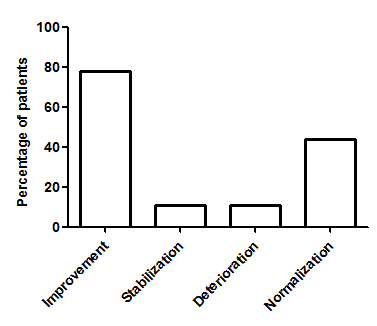 Percentage of patients
100
80
60
40
20
0
Improvement
Stabilization
Deterioration
Normalization